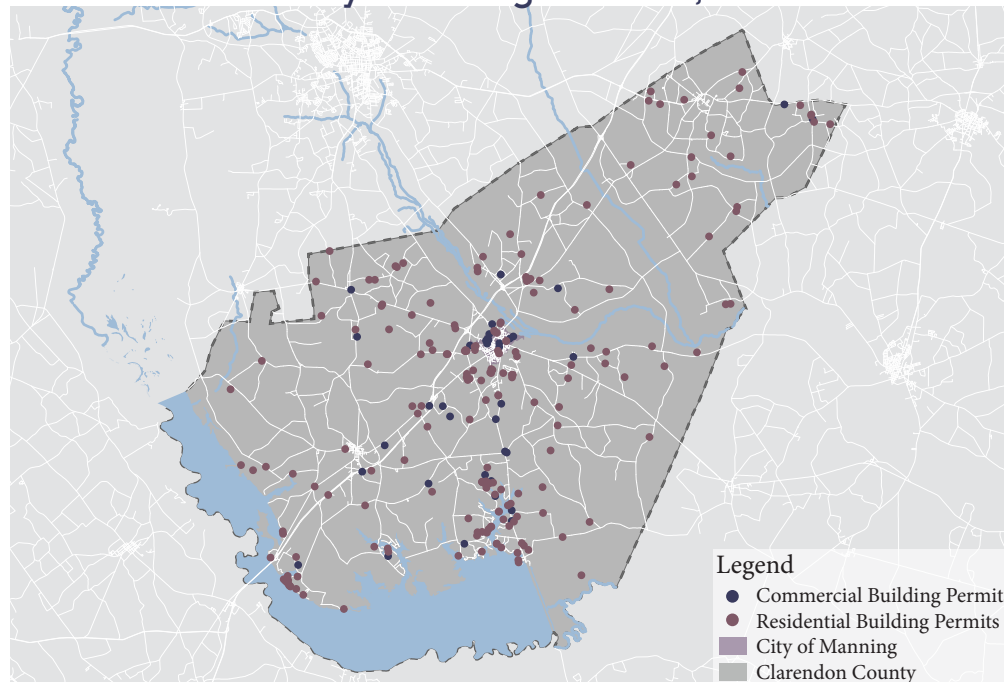 Legend
Commercial Building Permit
Residential Building Permits
City of Manning
Clarendon County